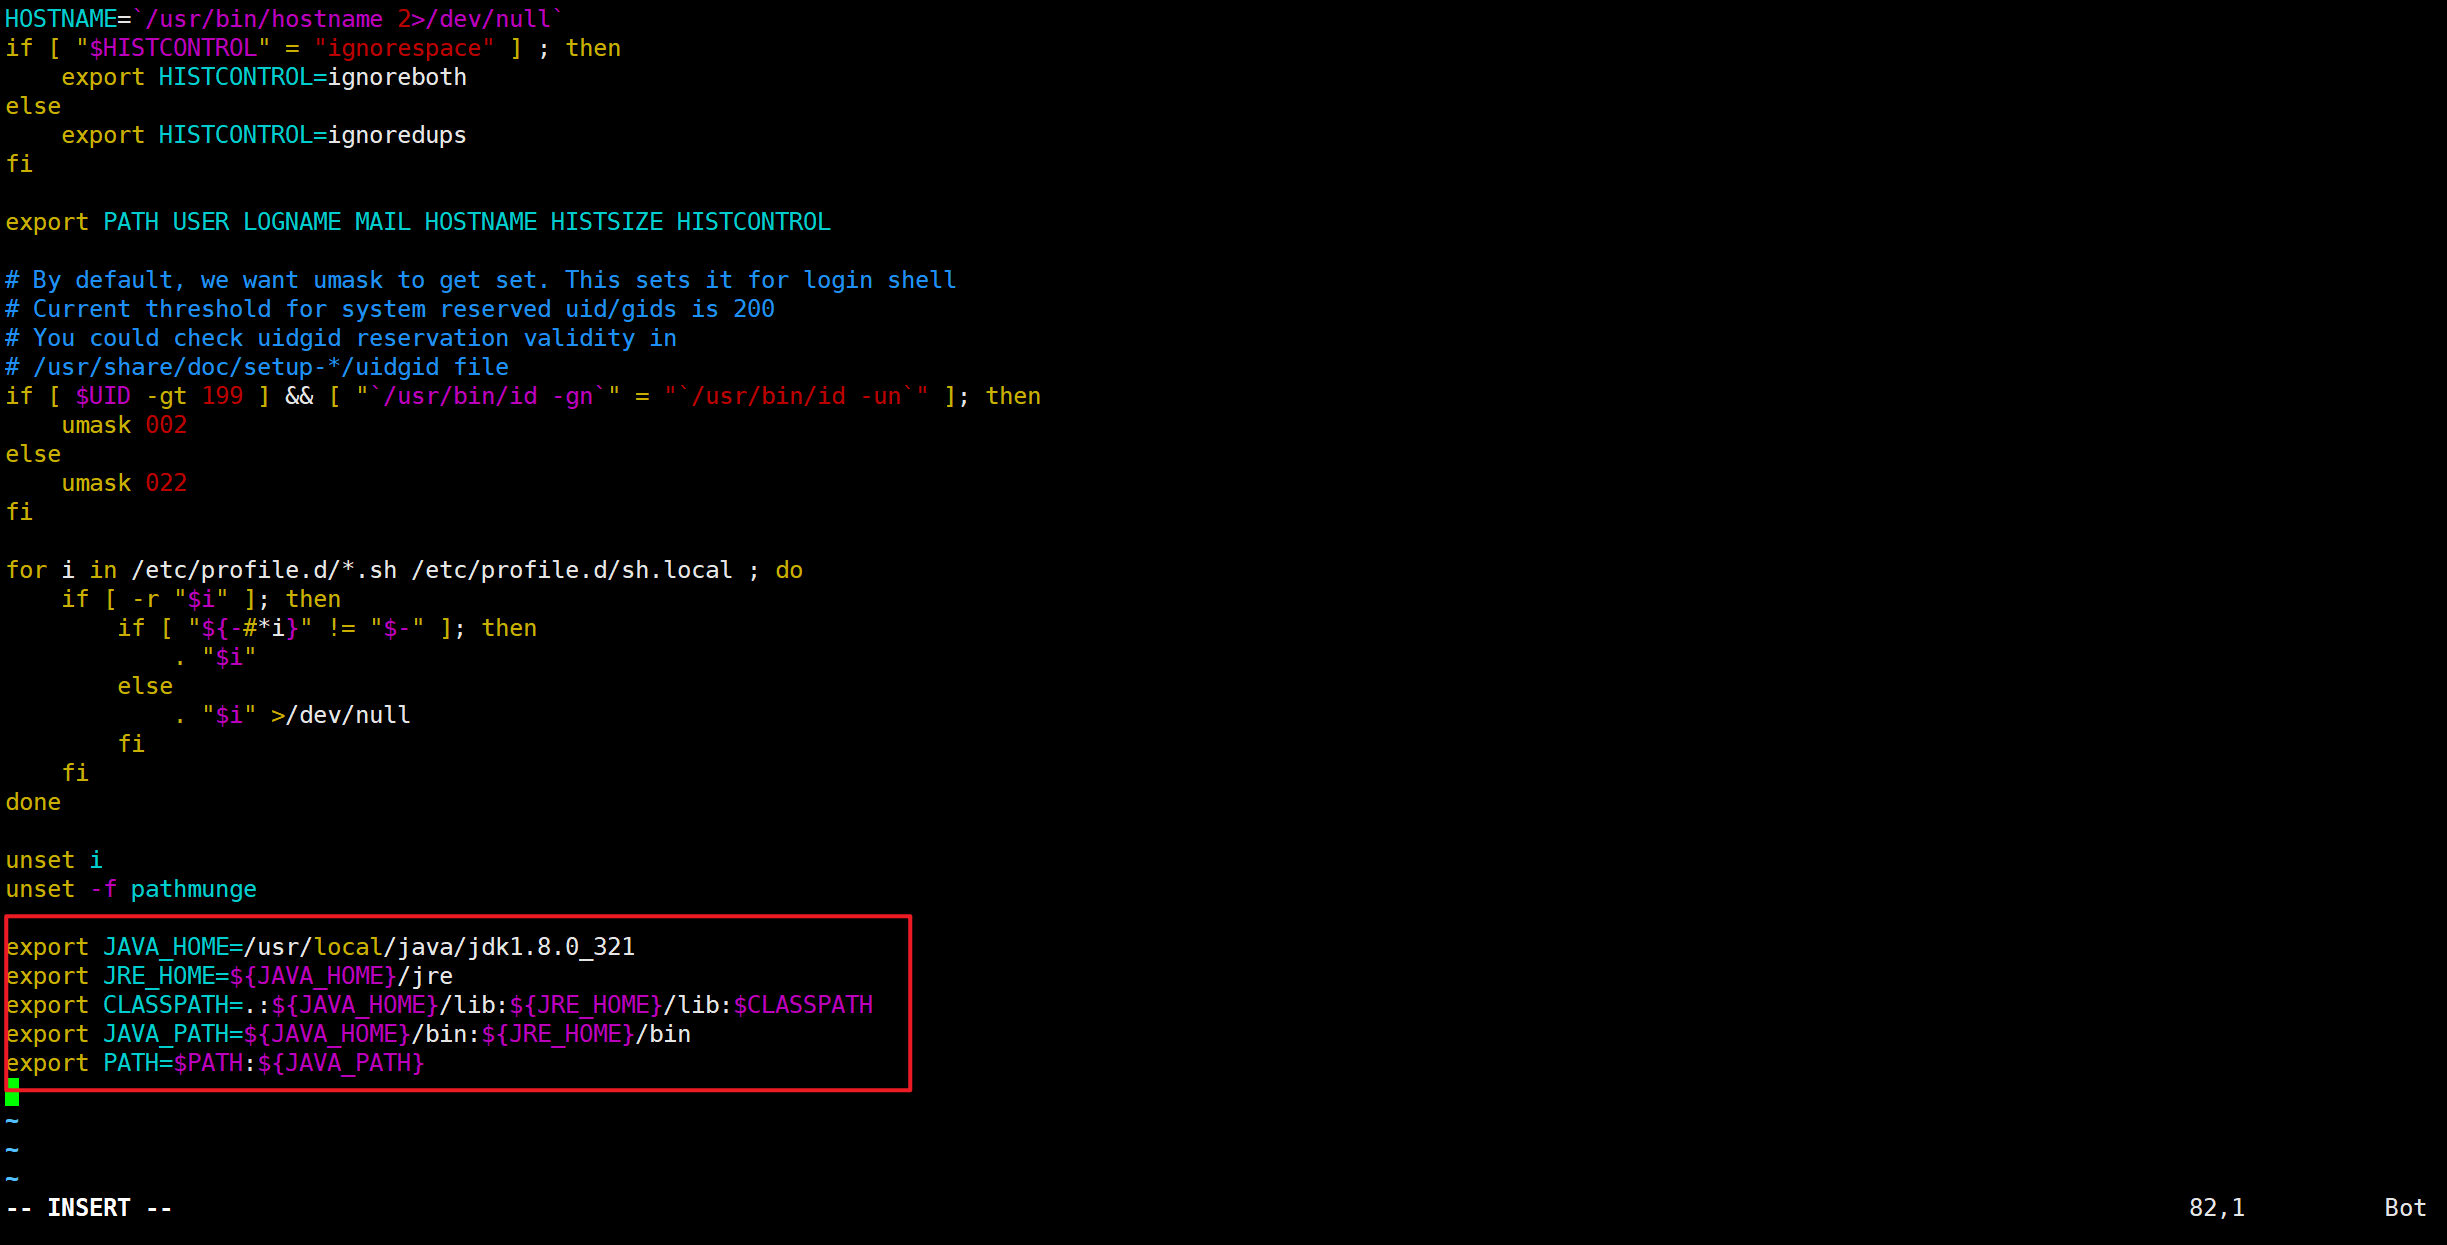 HOSTNAME=`/usr/bin/hostname 2>/dev/null`
if [ "$HISTCONTROL" = "ignorespace" ] ; then
    export HISTCONTROL=ignoreboth
else
    export HISTCONTROL=ignoredups
fi

export PATH USER LOGNAME MAIL HOSTNAME HISTSIZE HISTCONTROL

# By default, we want umask to get set. This sets it for login shell
# Current threshold for system reserved uid/gids is 200
# You could check uidgid reservation validity in
# /usr/share/doc/setup-*/uidgid file
if [ $UID -gt 199 ] && [ "`/usr/bin/id -gn`" = "`/usr/bin/id -un`" ]; then
    umask 002
else
    umask 022
fi

for i in /etc/profile.d/*.sh /etc/profile.d/sh.local ; do
    if [ -r "$i" ]; then
        if [ "${-#*i}" != "$-" ]; then
            . "$i"
        else
            . "$i" >/dev/null
        fi
    fi
done

unset i
unset -f pathmunge

export JAVA_HOME=/usr/local/java/jdk1.8.0_321
export JRE_HOME=${JAVA_HOME}/jre
export CLASSPATH=.:${JAVA_HOME}/lib:${JRE_HOME}/lib:$CLASSPATH
export JAVA_PATH=${JAVA_HOME}/bin:${JRE_HOME}/bin
export PATH=$PATH:${JAVA_PATH}

~
~
~
-- INSERT -- 82,1 Bot